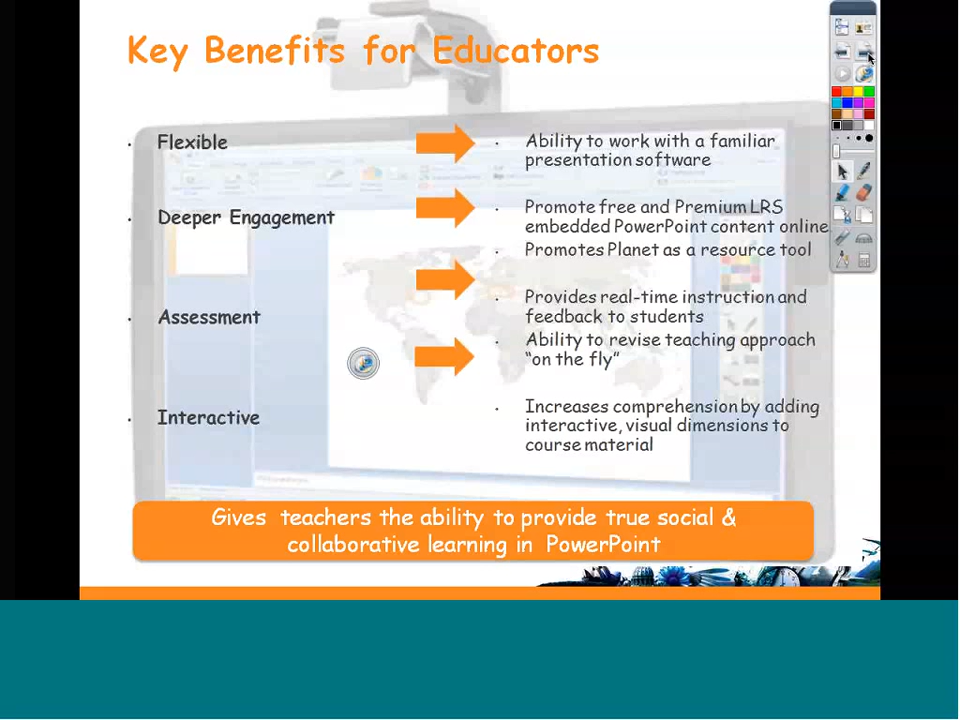 Key Benefits for Educators
Flexible
Ability to work with a familiar
presentation software
Deeper Engagement
Promote free and Premium LRS
embedded PowerPoint content online
Promotes Planet as a resource tool
Assessment
Provides real-time instruction and
feedback to students
Ability to revise teaching approach
“on the fly”
Interactive
Increases comprehension by adding
interactive, visual dimensions to
course material
Gives teachers the ability to provide true social &
collaborative learning in PowerPoint